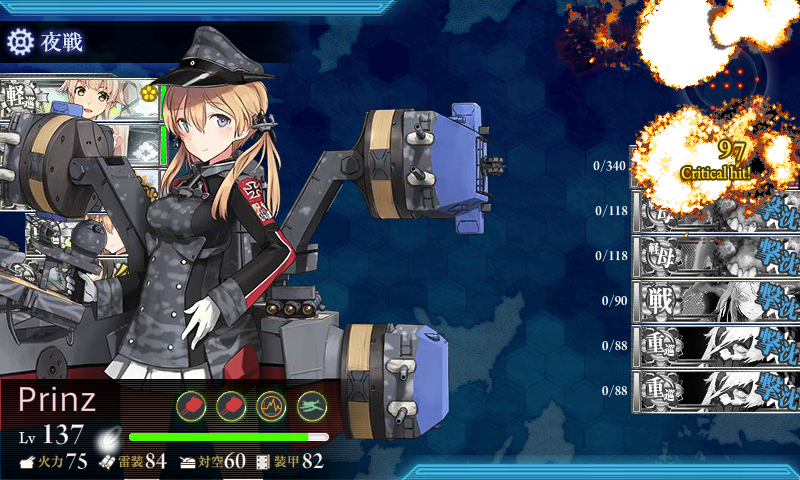 夜戦
軽巡
97
Critical hit!
0/340
0/118
撃沈
0/118
軽母
撃沈
0/90
戦
撃沈
0/88
重巡
撃沈
0/88
重巡
撃沈
Prinz
Lv 137
火力75 雷装84 対空60 装甲82